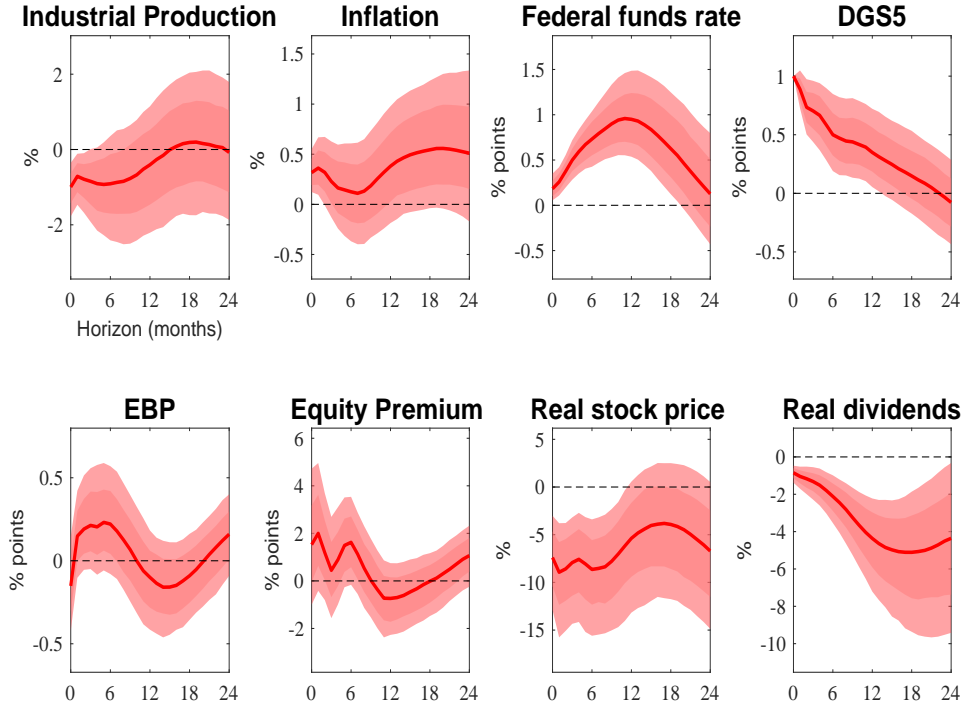 Industrial Production
2
0
-2
%
0 6 12 18 24
Horizon (months)
Inflation
1.5
1
0.5
0
-0.5
%
0 6 12 18 24
Federal funds rate
1.5
1
0.5
0
-0.5
% points
0 6 12 18 24
DGS5
1
0.5
0
-0.5
% points
0 6 12 18 24
EBP
0.5
0
-0.5
% points
0 6 12 18 24
Equity Premium
6
4
2
0
-2
% points
0 6 12 18 24
Real stock price
5
0
-5
-10
-15
%
0 6 12 18 24
Real dividends
0
-2
-4
-6
-8
-10
%
0 6 12 18 24